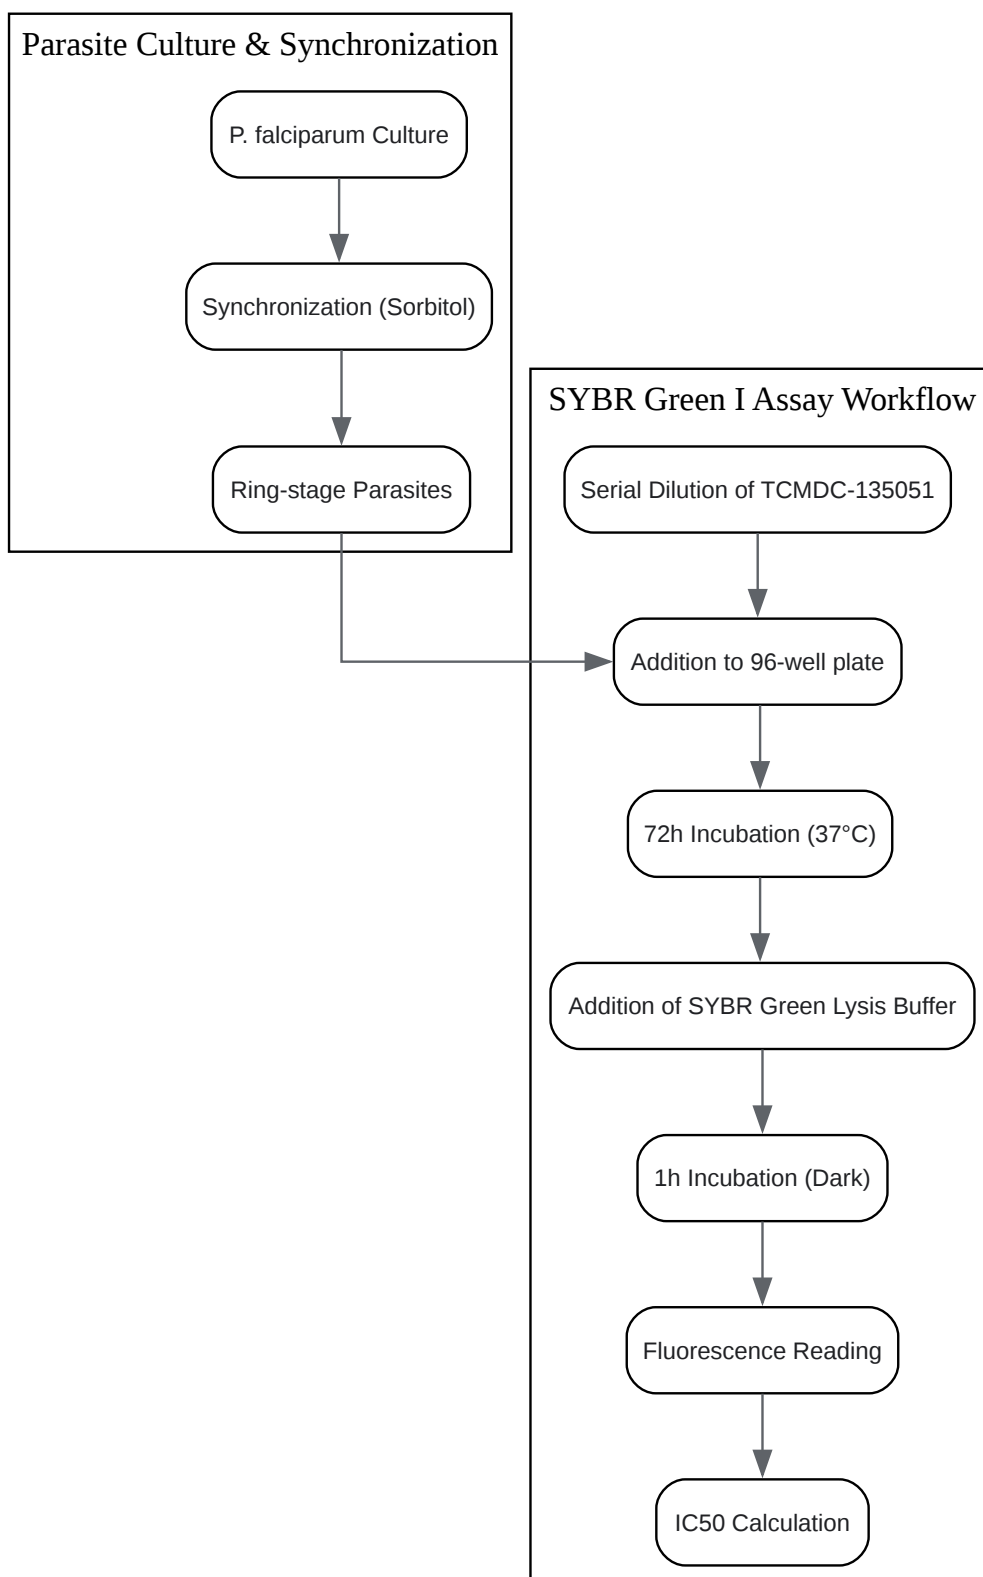 Parasite Culture & Synchronization
P. falciparum Culture
Synchronization (Sorbitol)
Ring-stage Parasites
SYBR Green I Assay Workflow
Serial Dilution of TCMDC-135051
Addition to 96-well plate
72h Incubation (37°C)
Addition of SYBR Green Lysis Buffer
1h Incubation (Dark)
Fluorescence Reading
IC50 Calculation